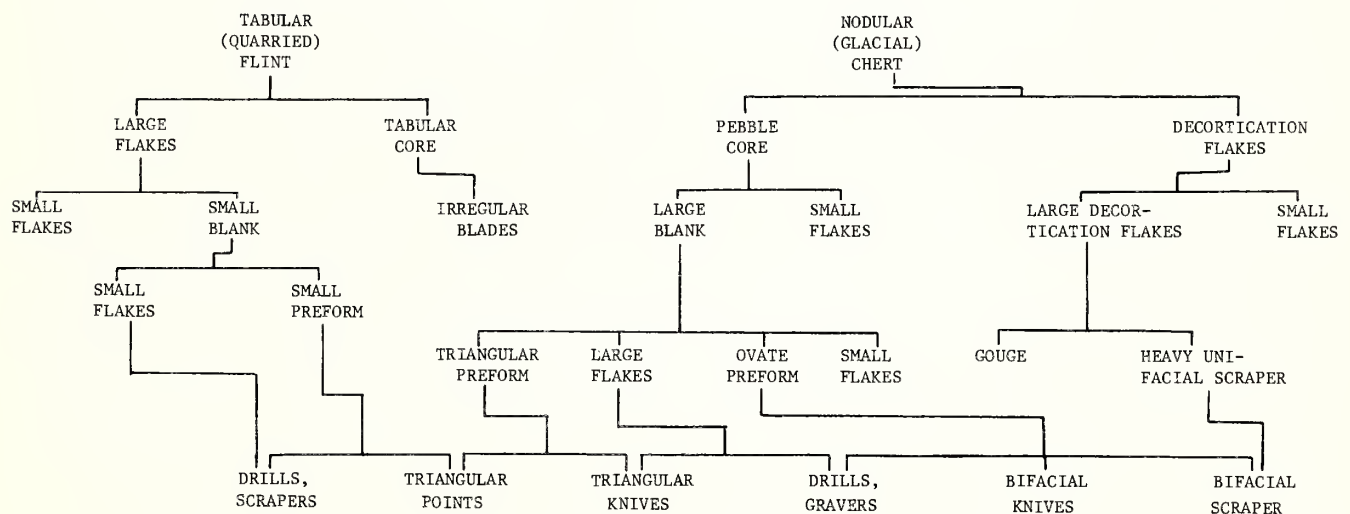 TABULAR
(QUARRIED)
FLINT
NODULAR
(GLACIAL)
CHERT
LARGE
FLAKES
TABULAR
CORE
PEBBLE
CORE
DECORTICATION
FLAKES
SMALL
FLAKES
SMALL
BLANK
IRREGULAR
BLADES
LARGE
BLANK
SMALL
FLAKES
LARGE DECOR-
TICATION FLAKES
SMALL
FLAKES
SMALL
FLAKES
SMALL
PREFORM
TRIANGULAR
PREFORM
LARGE
FLAKES
OVATE
PREFORM
SMALL
FLAKES
GOUGE
HEAVY UNI-
FACIAL SCRAPER
DRILLS,
SCRAPERS
TRIANGULAR
POINTS
TRIANGULAR
KNIVES
DRILLS,
GRAVERS
BIFACIAL
KNIVES
BIFACIAL
SCRAPER